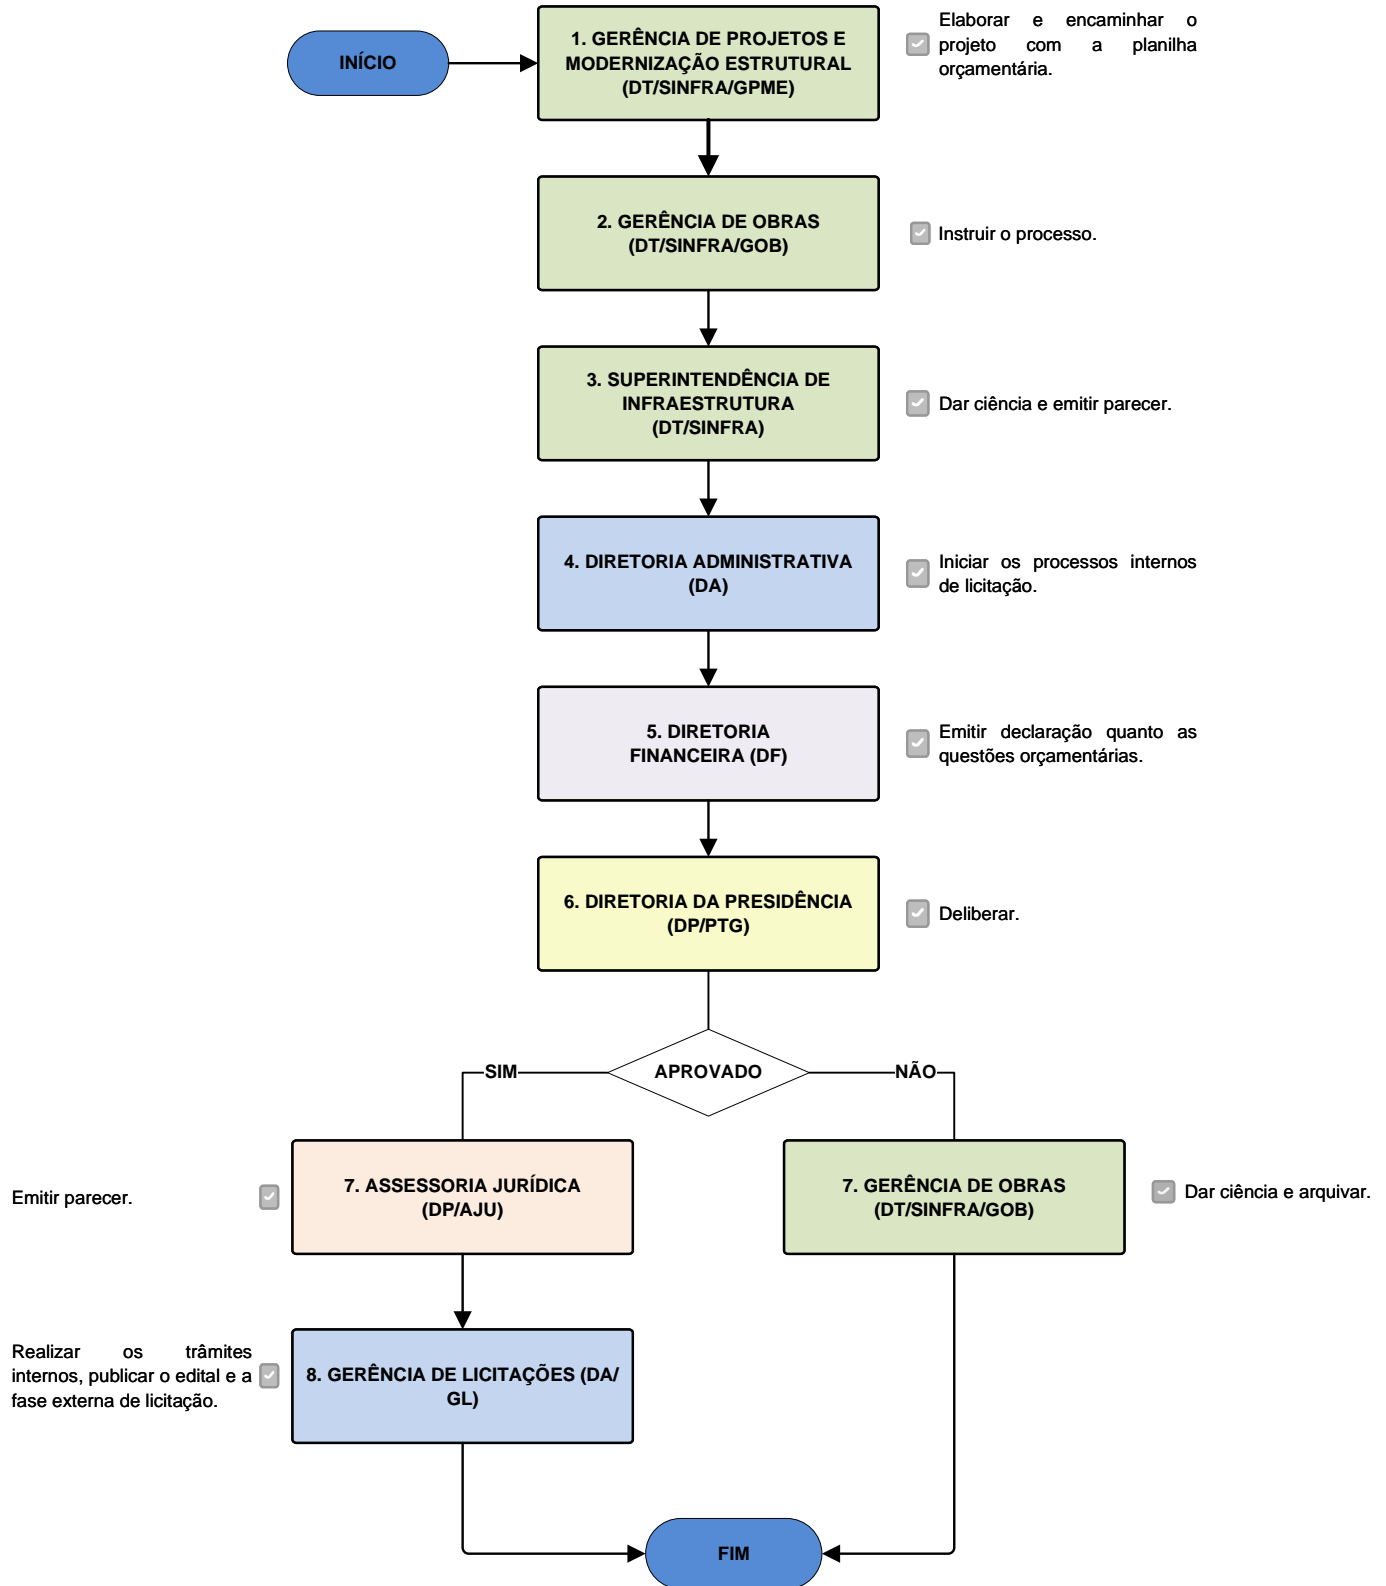 INÍCIO
1. GERÊNCIA DE PROJETOS E
MODERNIZAÇÃO ESTRUTURAL
(DT/SINFRA/GPME)
Elaborar e encaminhar o
projeto com a planilha
orçamentária.
2. GERÊNCIA DE OBRAS
(DT/SINFRA/GOB)
Instruir o processo.
3. SUPERINTENDÊNCIA DE
INFRAESTRUTURA
(DT/SINFRA)
Dar ciência e emitir parecer.
4. DIRETORIA ADMINISTRATIVA
(DA)
Iniciar os processos internos
de licitação.
5. DIRETORIA
FINANCEIRA (DF)
Emitir declaração quanto as
questões orçamentárias.
6. DIRETORIA DA PRESIDÊNCIA
(DP/PTG)
Deliberar.
SIM
APROVADO
NÃO
Emitir parecer.
7. ASSESSORIA JURÍDICA
(DP/AJU)
7. GERÊNCIA DE OBRAS
(DT/SINFRA/GOB)
Dar ciência e arquivar.
Realizar os trâmites
internos, publicar o edital e a
fase externa de licitação.
8. GERÊNCIA DE LICITAÇÕES (DA/
GL)
FIM